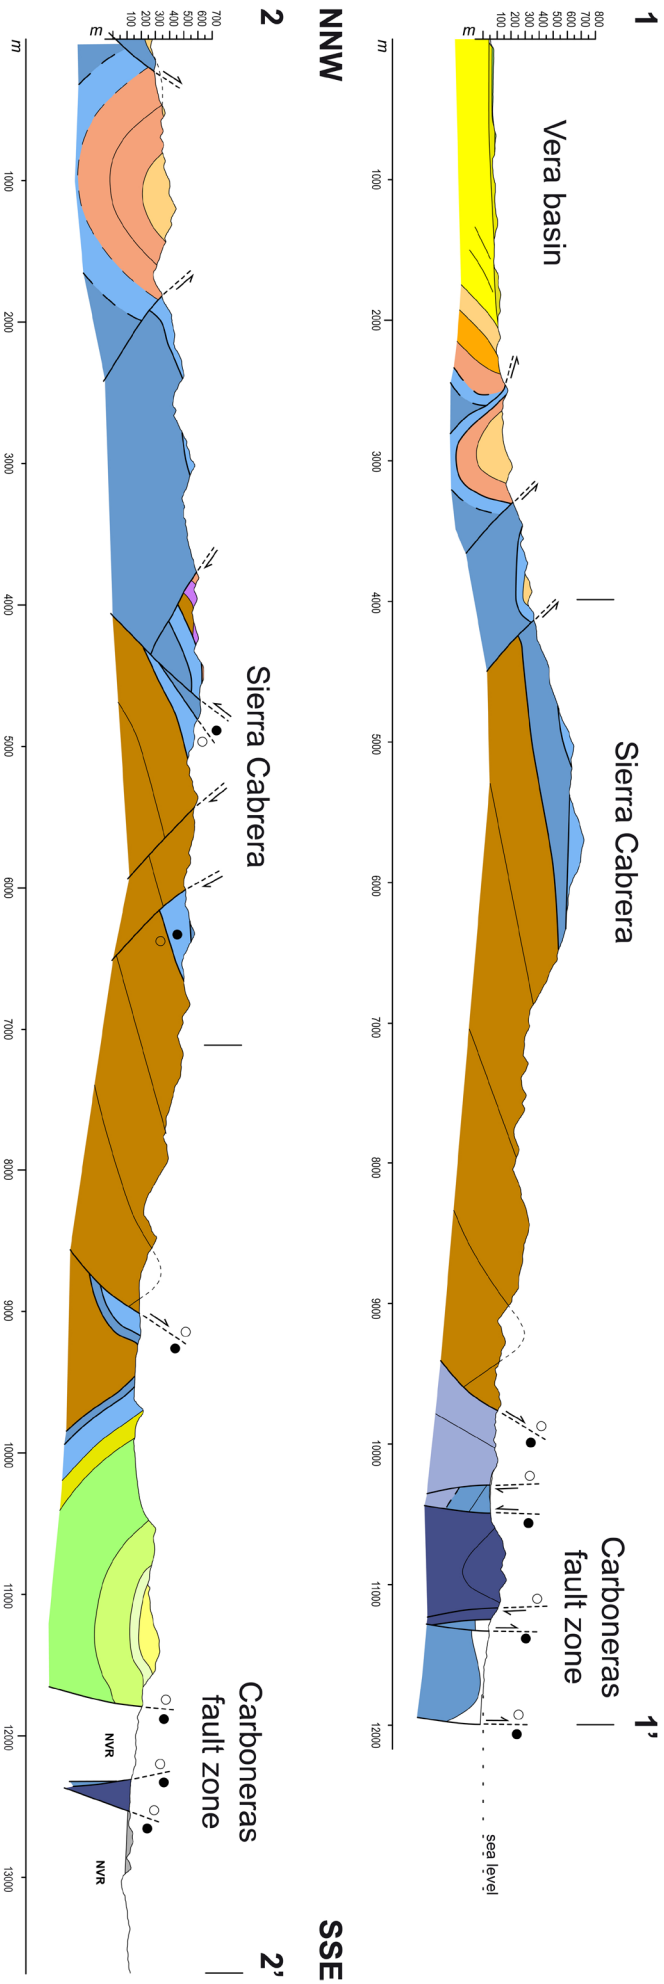 1
1'
Vera basin
Sierra Cabrera
Carboneras
fault zone
m
100
200
300
400
500
600
700
800
sea level
m
1000
2000
3000
4000
5000
6000
7000
8000
9000
10000
11000
12000
NNW
SSE
2
2'
Sierra Cabrera
Carboneras
fault zone
m
100
200
300
400
500
600
700
NVR
NVR
m
1000
2000
3000
4000
5000
6000
7000
8000
9000
10000
11000
12000
13000